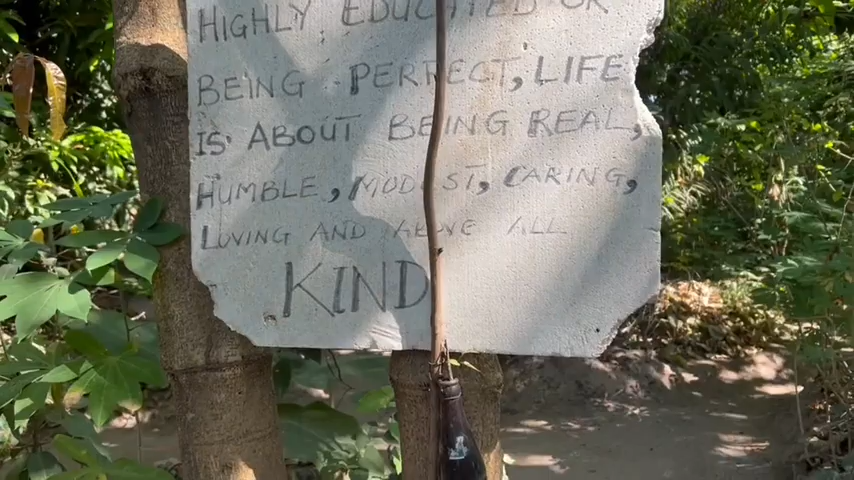 HIGHLY, EDUCATED OR
BEING PERFECT, LIFE
IS ABOUT BEING REAL,
HUMBLE, MODEST, CARING,
LOVING AND ABOVE ALL
KIND